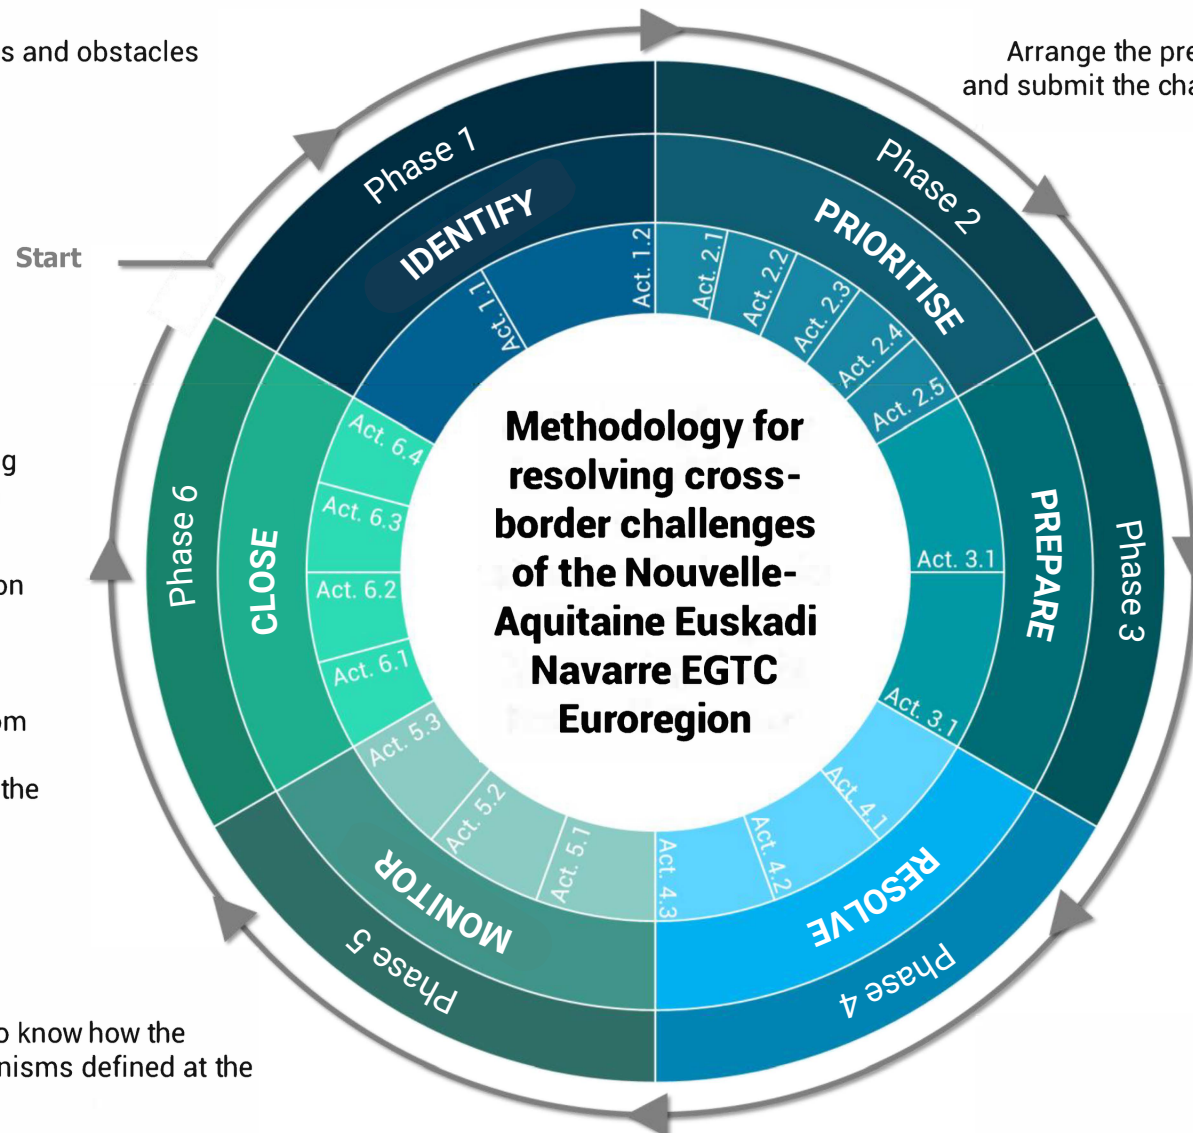 s and obstacles
Arrange the pre
and submit the cha
Start
Phase 1
IDENTIFY
Act. 1.1
Act. 1.2
Phase 2
PRIORITISE
Act. 2.1
Act. 2.2
Act. 2.3
Act. 2.4
Act. 2.5
Phase 3
PREPARE
Act. 3.1
Act. 3.1
Phase 4
RESOLVE
Act. 4.1
Act. 4.2
Act. 4.3
Phase 5
MONITOR
Act. 5.1
Act. 5.2
Act. 5.3
Phase 6
CLOSE
Act. 6.1
Act. 6.2
Act. 6.3
Act. 6.4
Methodology for
resolving cross-
border challenges
of the Nouvelle-
Aquitaine Euskadi
Navarre EGTC
Euroregion
g
on
om
the
o know how the
nisms defined at the